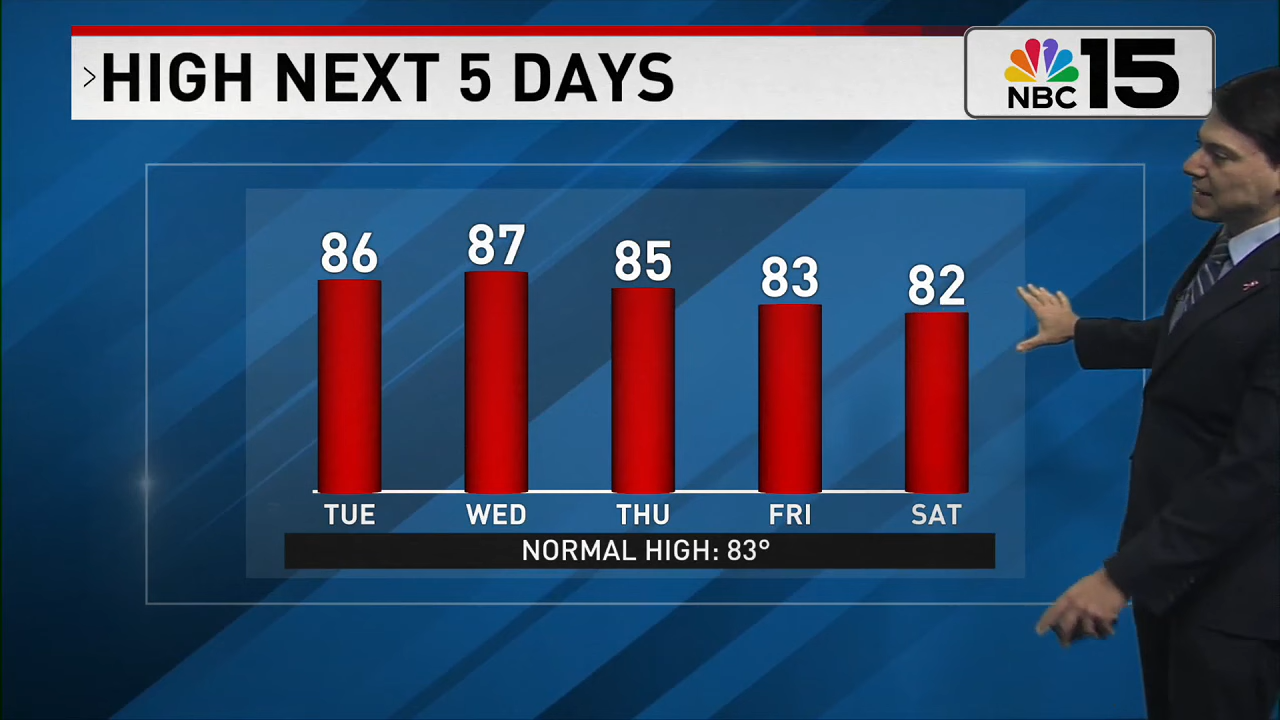 >HIGH NEXT 5 DAYS
NBC 15
86 87 85 83 82
TUE WED THU FRI SAT
NORMAL HIGH: 83°